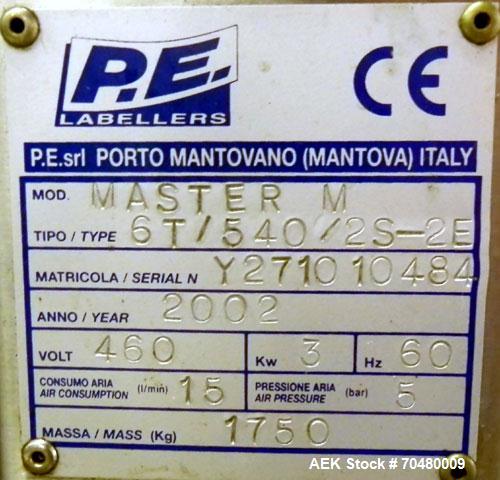 P.E. CE
LABELLERS
P.E.srl PORTO MANTOVANO (MANTOVA) ITALY
MOD. MASTER M
TIPO / TYPE 6T/540/2S-2E
MATRICOLA / SERIAL N Y271010484
ANNO / YEAR 2002
VOLT 460 Kw 3 Hz 60
CONSUMO ARIA (l/min) 15 PRESSIONE ARIA (bar) 5
AIR CONSUMPTION AIR PRESSURE
MASSA / MASS (Kg) 1750
AEK Stock # 70480009